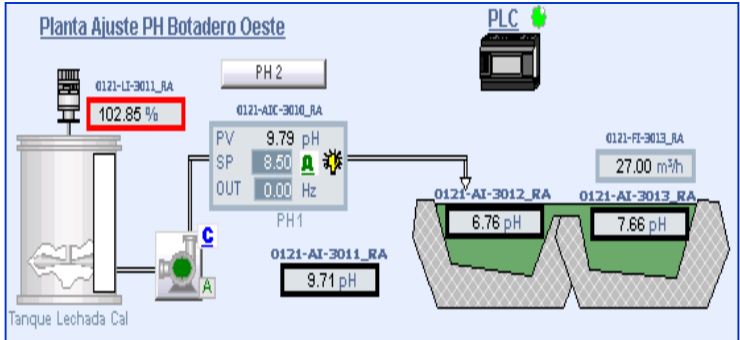 Planta Ajuste PH Botadero Oeste
PLC
0121-LI-3011_RA
102.85 %
PH 2
0121-AIC-3010_RA
PV 9.79 pH
SP 8.50
OUT 0.00 Hz
PH1
0121-FI-3013_RA
27.00 m³/h
0121-AI-3012_RA
6.76 pH
0121-AI-3013_RA
7.66 pH
C
A
0121-AI-3011_RA
9.71 pH
Tanque Lechada Cal